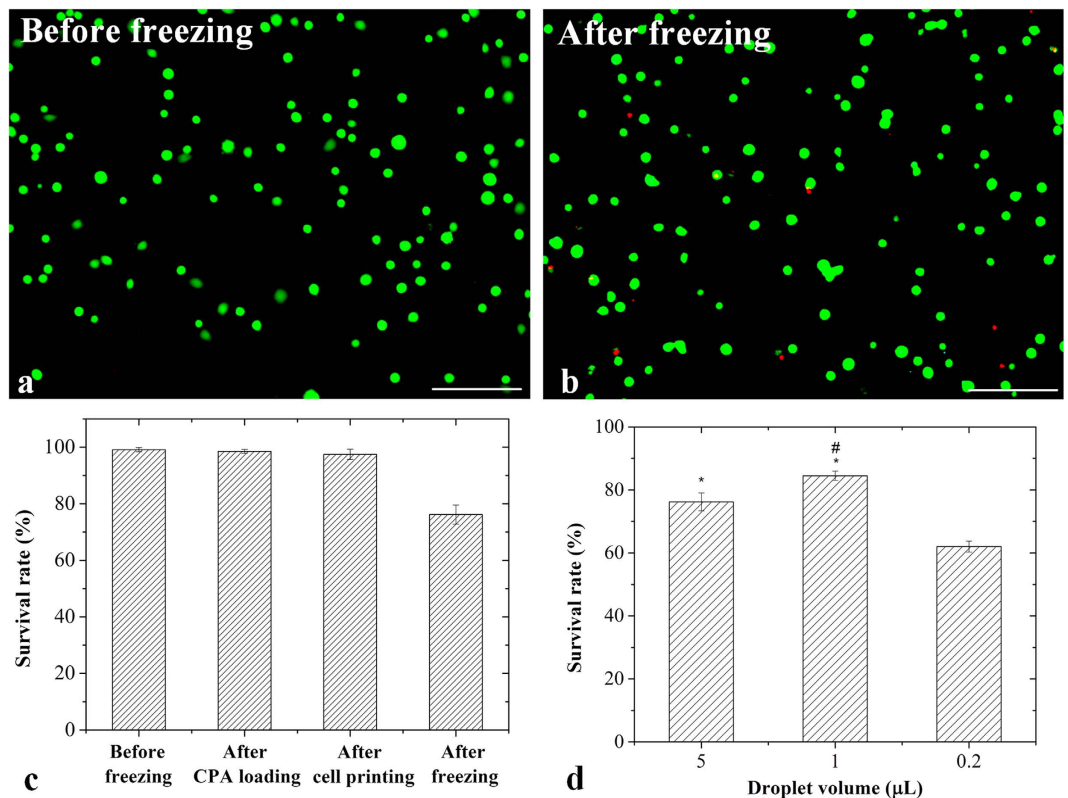 Before freezing
After freezing
a
b
100
80
60
40
20
0
Survival rate (%)
Before freezing
After CPA loading
After cell printing
After freezing
c
100
80
60
40
20
0
Survival rate (%)
*
#
*
5
1
0.2
Droplet volume (μL)
d